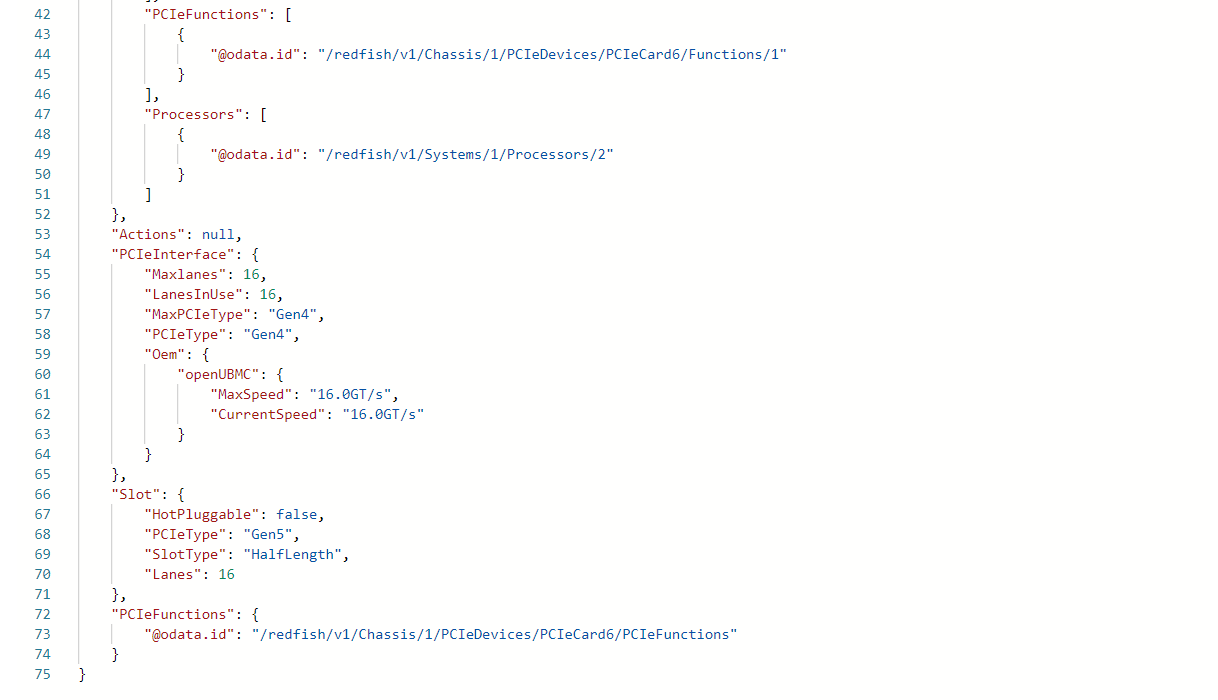 42 "PCIeFunctions": [
43 {
44 "@odata.id": "/redfish/v1/Chassis/1/PCIeDevices/PCIeCard6/Functions/1"
45 }
46 ],
47 "Processors": [
48 {
49 "@odata.id": "/redfish/v1/Systems/1/Processors/2"
50 }
51 ]
52 },
53 "Actions": null,
54 "PCIeInterface": {
55 "Maxlanes": 16,
56 "LanesInUse": 16,
57 "MaxPCIeType": "Gen4",
58 "PCIeType": "Gen4",
59 "Oem": {
60 "openUBMC": {
61 "MaxSpeed": "16.0GT/s",
62 "CurrentSpeed": "16.0GT/s"
63 }
64 }
65 },
66 "Slot": {
67 "HotPluggable": false,
68 "PCIeType": "Gen5",
69 "SlotType": "HalfLength",
70 "Lanes": 16
71 },
72 "PCIeFunctions": {
73 "@odata.id": "/redfish/v1/Chassis/1/PCIeDevices/PCIeCard6/PCIeFunctions"
74 }
75 }